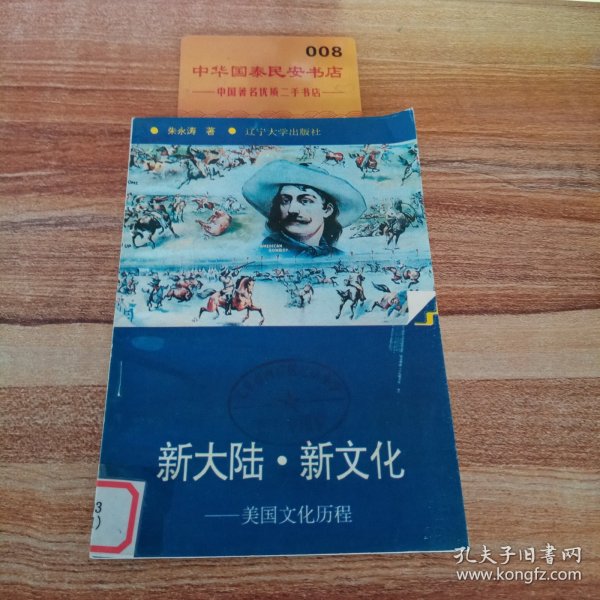 008
中华国泰民安书店
——中国著名优质二手书店——
● 朱永涛 著 ● 辽宁大学出版社
AMERICAN
COWBOY
新大陆·新文化
——美国文化历程
3
)
孔夫子旧书网
www.kongfz.com